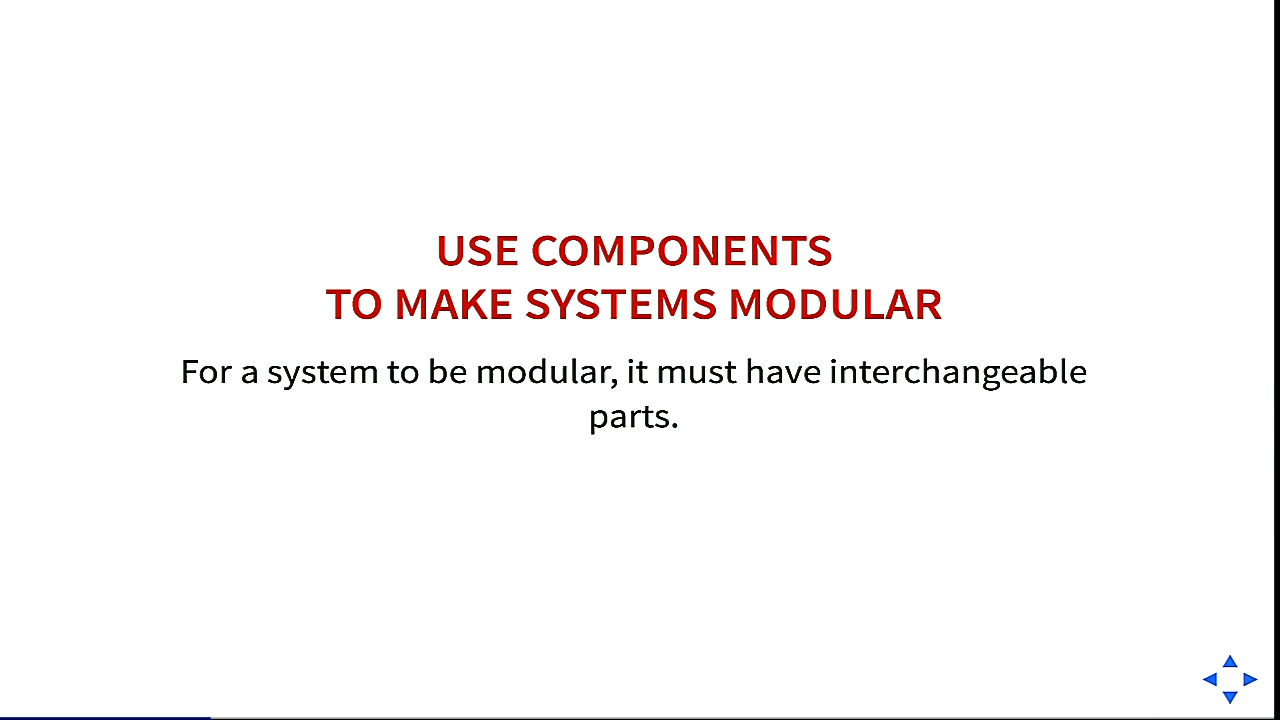 USE COMPONENTS
TO MAKE SYSTEMS MODULAR
For a system to be modular, it must have interchangeable
parts.